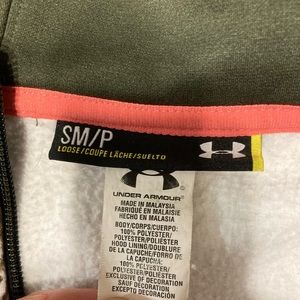 SM/P
LOOSE/COUPE LÂCHE/SUELTO
UNDER ARMOUR
MADE IN MALAYSIA
FABRIQUÉ EN MALAISIE
HECHO EN MALASIA
BODY/CORPS/CUERPO:
100% POLYESTER/
POLIÉSTER
HOOD LINING/DOUBLURE
DE LA CAPUCHE/FORRO DE
LA CAPUCHA:
100% POLYESTER/POLIÉSTER
EXCLUSIVE OF DECORATION
SAUF DÉCORATION
EXCEPTO DECORACIÓN